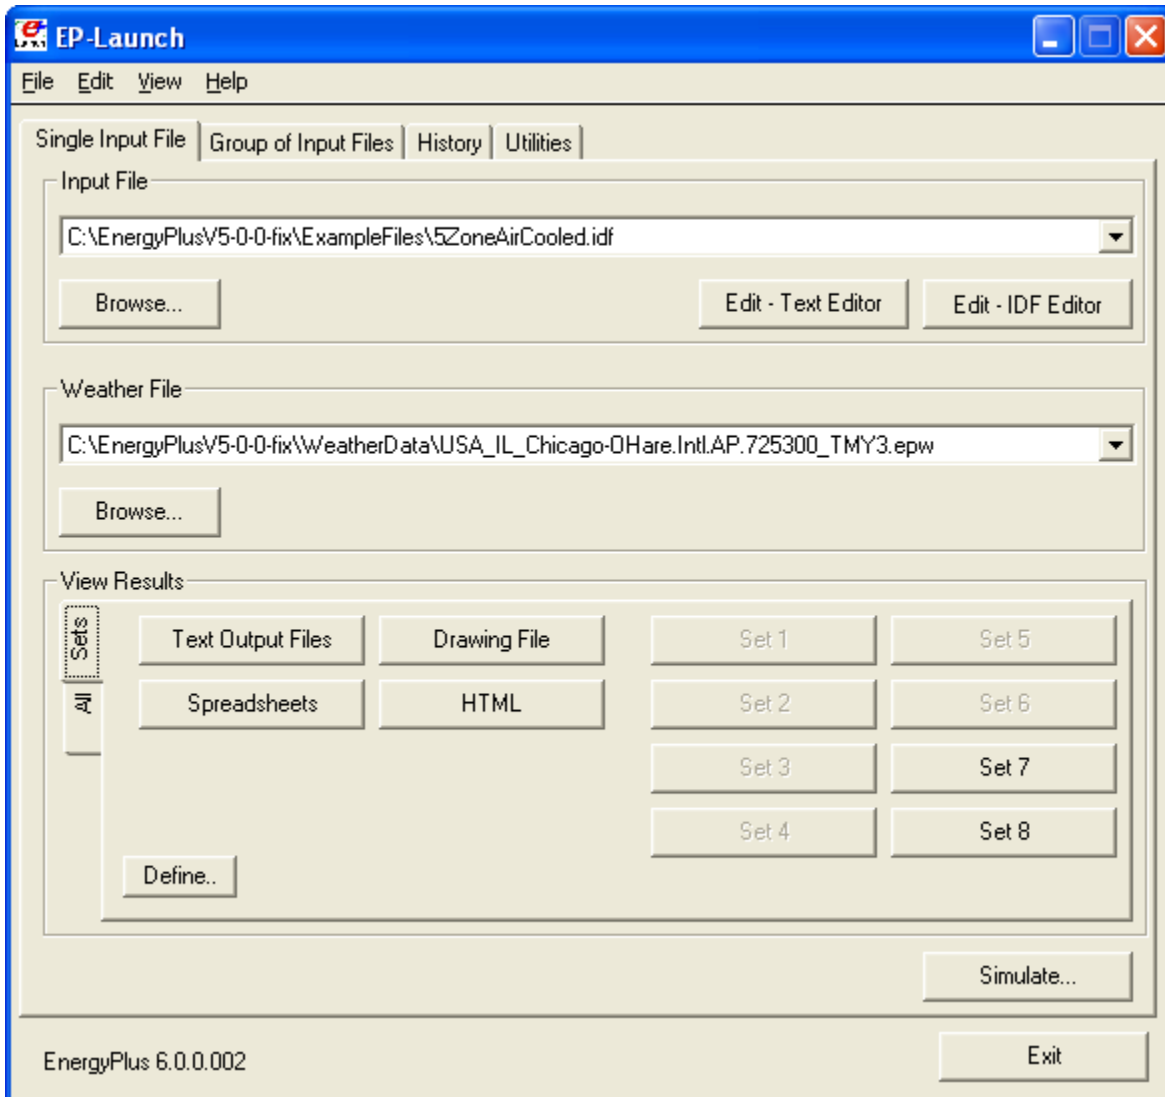 EP-Launch
File Edit View Help
Single Input File Group of Input Files History Utilities
Input File
C:\EnergyPlusV5-0-0-fix\ExampleFiles\5ZoneAirCooled.idf
Browse... Edit - Text Editor Edit - IDF Editor
Weather File
C:\EnergyPlusV5-0-0-fix\WeatherData\USA_IL_Chicago-OHare.Intl.AP.725300_TMY3.epw
Browse...
View Results
Sets
All
Text Output Files Drawing File Set 1 Set 5
Spreadsheets HTML Set 2 Set 6
Set 3 Set 7
Set 4 Set 8
Define..
Simulate...
EnergyPlus 6.0.0.002 Exit